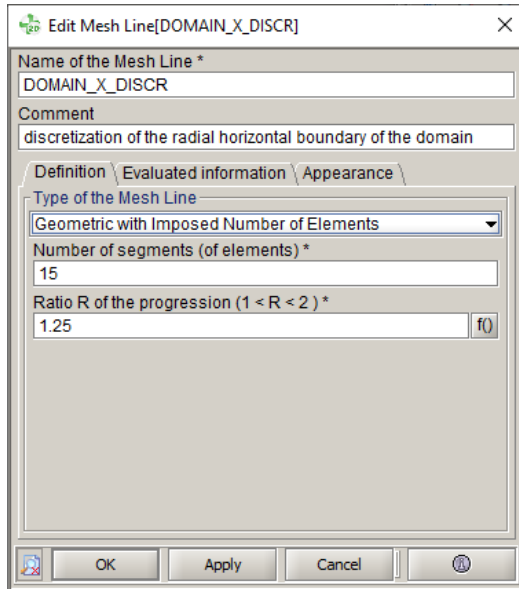 Edit Mesh Line[DOMAIN_X_DISCR]
Name of the Mesh Line *
DOMAIN_X_DISCR
Comment
discretization of the radial horizontal boundary of the domain
Definition Evaluated information Appearance
Type of the Mesh Line
Geometric with Imposed Number of Elements
Number of segments (of elements) *
15
Ratio R of the progression (1 < R < 2 ) *
1.25 f()
OK Apply Cancel